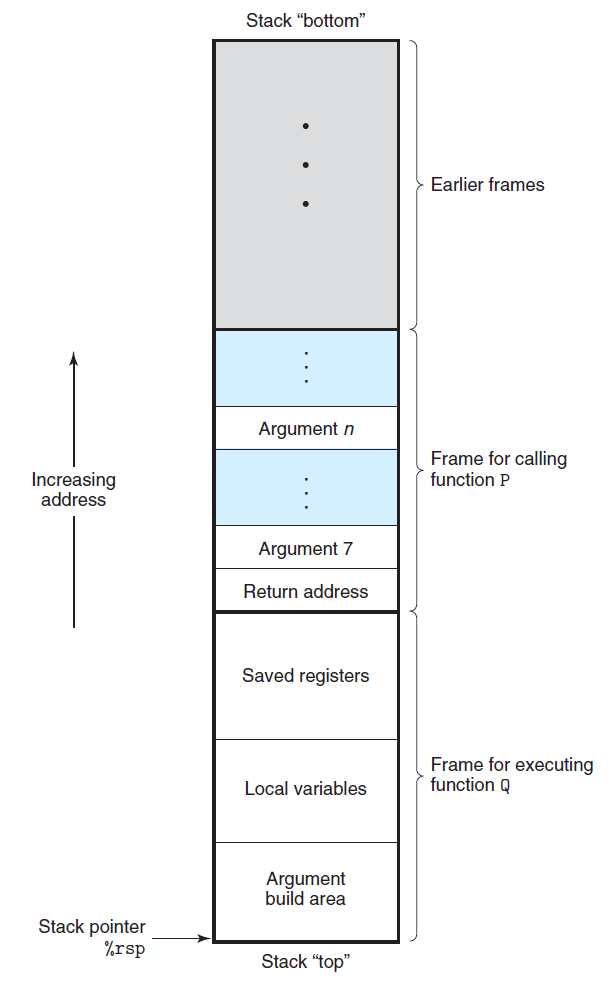 Stack “bottom”
Earlier frames
Argument n
Frame for calling
function P
Increasing
address
Argument 7
Return address
Saved registers
Frame for executing
function Q
Local variables
Argument
build area
Stack pointer
%rsp
Stack “top”